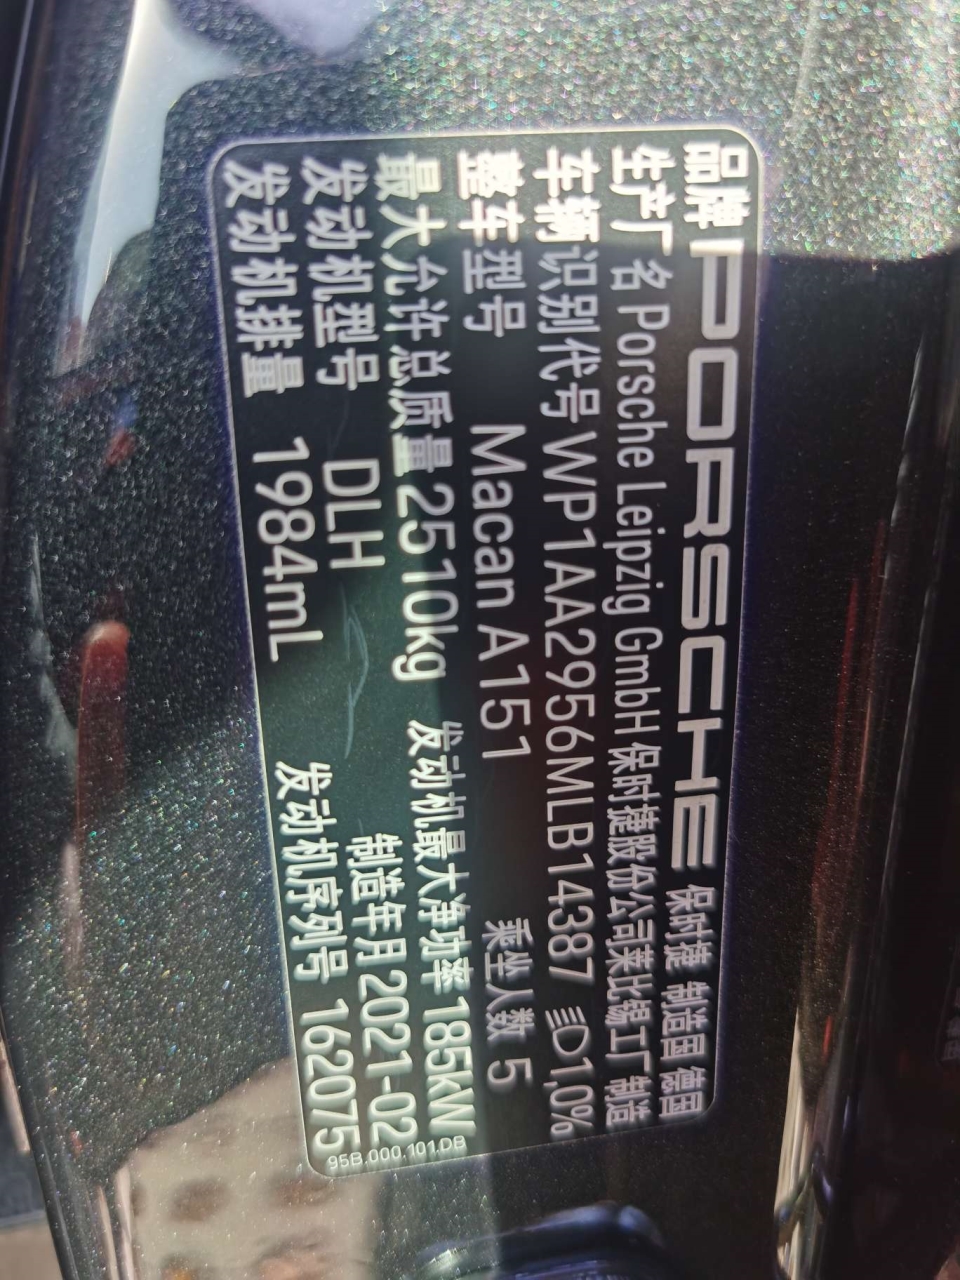 品牌 PORSCHE 保时捷 制造国 德国
生产厂名 Porsche Leipzig GmbH 保时捷股份公司莱比锡工厂 制造
车辆识别代号 WP1AA2956MLB14387 1,0%
整车型号 Macan A151 乘坐人数 5
最大允许总质量 2510kg 发动机最大净功率 185kW
发动机型号 DLH 制造年月 2021-02
发动机排量 1984mL 发动机序列号 162075
95B.000.101.DB